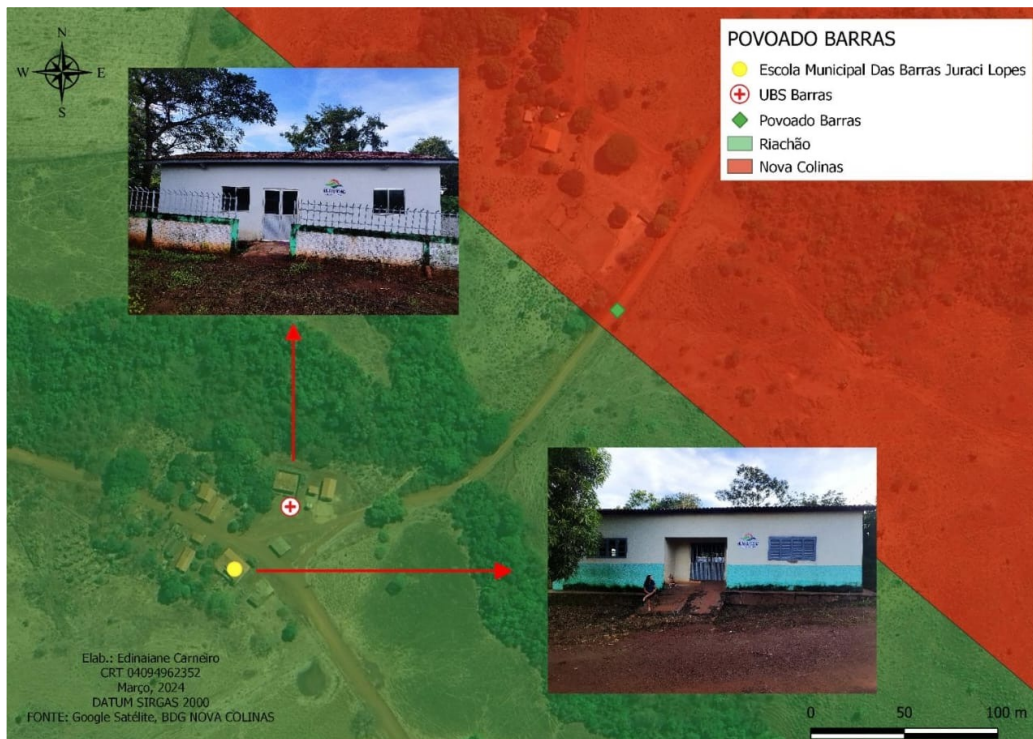 N
W
E
S
POVOADO BARRAS
Escola Municipal Das Barras Juraci Lopes
UBS Barras
Povoado Barras
Riachão
Nova Colinas
Elab.: Edinaiane Carneiro
CRT 04094962352
Março, 2024
DATUM SIRGAS 2000
FONTE: Google Satélite, BDG NOVA COLINAS
0 50 100 m